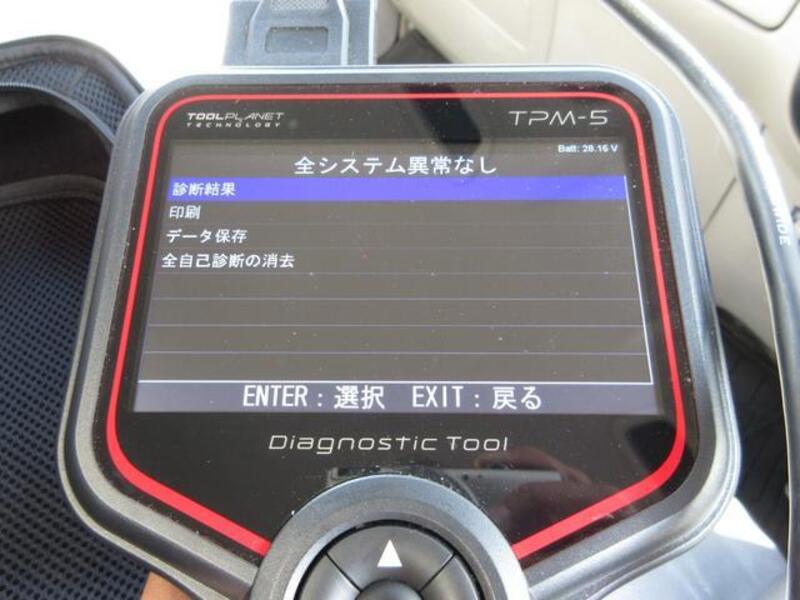 TOOLPLANET
TECHNOLOGY
TPM-5
Batt: 28.16 V
全システム異常なし
診断結果
印刷
データ保存
全自己診断の消去
ENTER：選択　EXIT：戻る
Diagnostic Tool